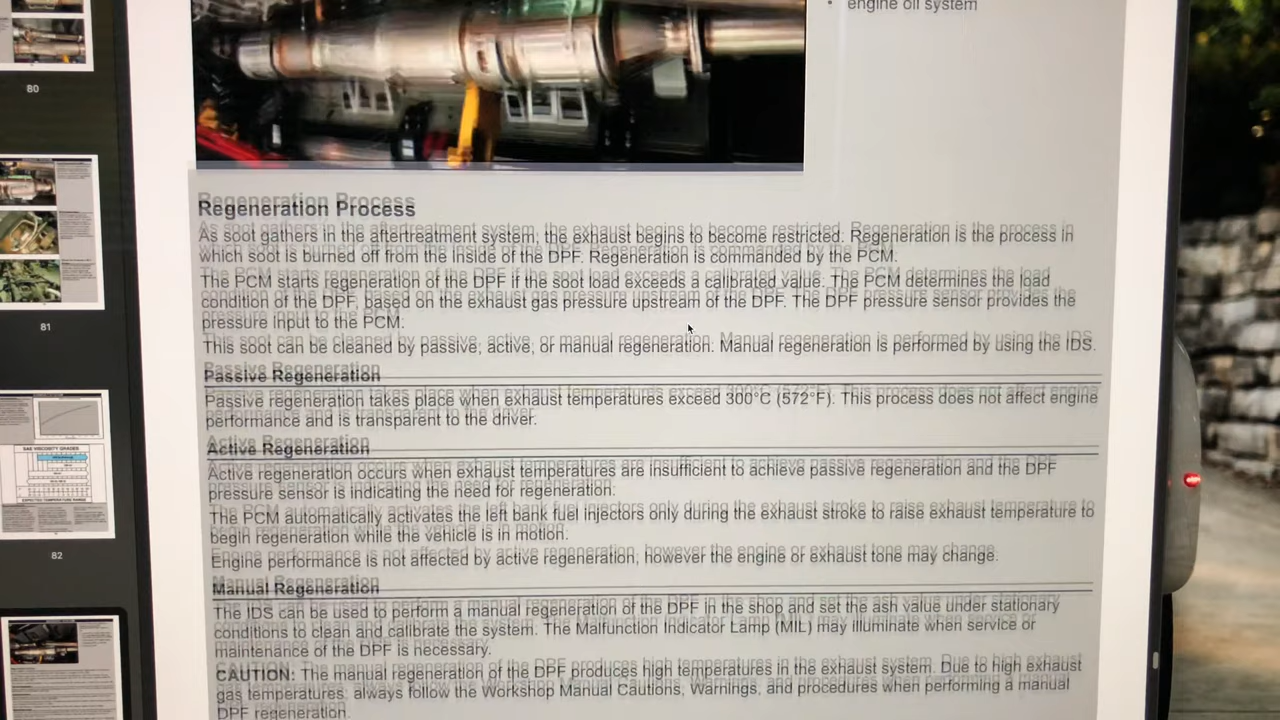 engine oil system
80
Regeneration Process
As soot gathers in the aftertreatment system, the exhaust begins to become restricted. Regeneration is the process in
which soot is burned off from the inside of the DPF. Regeneration is commanded by the PCM.
The PCM starts regeneration of the DPF if the soot load exceeds a calibrated value. The PCM determines the load
condition of the DPF, based on the exhaust gas pressure upstream of the DPF. The DPF pressure sensor provides the
pressure input to the PCM.
81
This soot can be cleaned by passive, active, or manual regeneration. Manual regeneration is performed by using the IDS.
Passive Regeneration
Passive regeneration takes place when exhaust temperatures exceed 300°C (572°F). This process does not affect engine
performance and is transparent to the driver.
Active Regeneration
Active regeneration occurs when exhaust temperatures are insufficient to achieve passive regeneration and the DPF
pressure sensor is indicating the need for regeneration.
The PCM automatically activates the left bank fuel injectors only during the exhaust stroke to raise exhaust temperature to
begin regeneration while the vehicle is in motion.
82
Engine performance is not affected by active regeneration; however the engine or exhaust tone may change.
Manual Regeneration
The IDS can be used to perform a manual regeneration of the DPF in the shop and set the ash value under stationary
conditions to clean and calibrate the system. The Malfunction Indicator Lamp (MIL) may illuminate when service or
maintenance of the DPF is necessary.
CAUTION: The manual regeneration of the DPF produces high temperatures in the exhaust system. Due to high exhaust
gas temperatures, always follow the Workshop Manual Cautions, Warnings, and procedures when performing a manual
DPF regeneration.